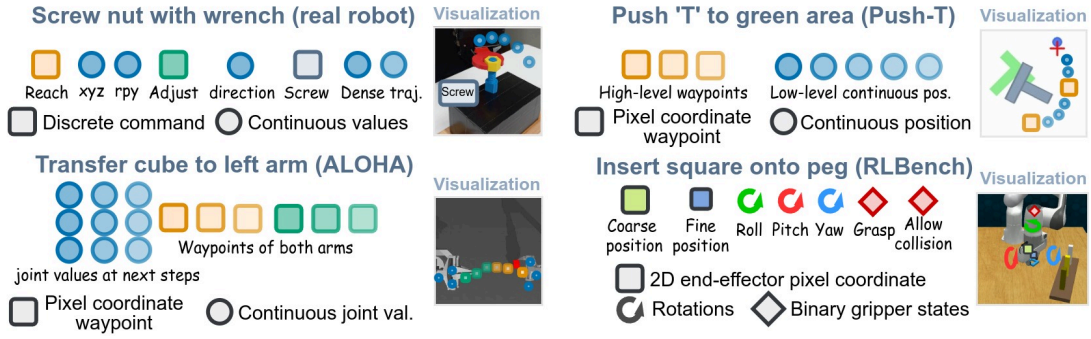 Screw nut with wrench (real robot)
Visualization
Reach xyz rpy Adjust direction Screw Dense traj.
Screw
Discrete command Continuous values
Push 'T' to green area (Push-T)
Visualization
High-level waypoints Low-level continuous pos.
Pixel coordinate
waypoint
Continuous position
Transfer cube to left arm (ALOHA)
Visualization
Waypoints of both arms
joint values at next steps
Pixel coordinate
waypoint
Continuous joint val.
Insert square onto peg (RLBench)
Visualization
Coarse
position
Fine
position
Roll Pitch Yaw Grasp Allow
collision
2D end-effector pixel coordinate
Rotations Binary gripper states